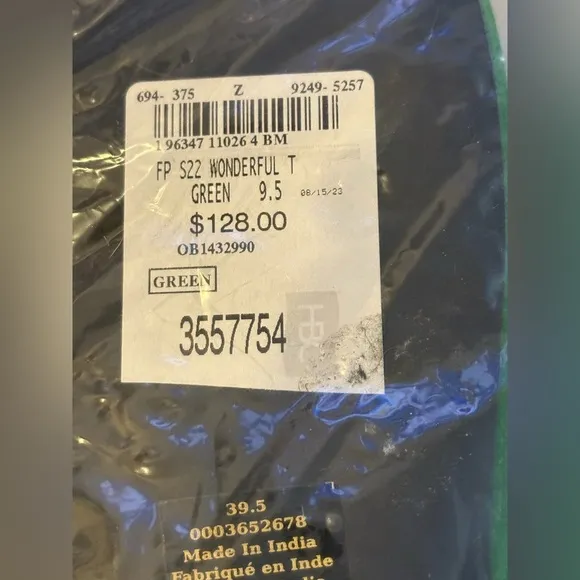 694- 375 Z 9249- 5257
1 96347 11026 4 BM
FP S22 WONDERFUL T
GREEN 9.5 08/15/23
$128.00
OB1432990
GREEN
HBC
3557754
39.5
0003652678
Made In India
Fabriqué en Inde